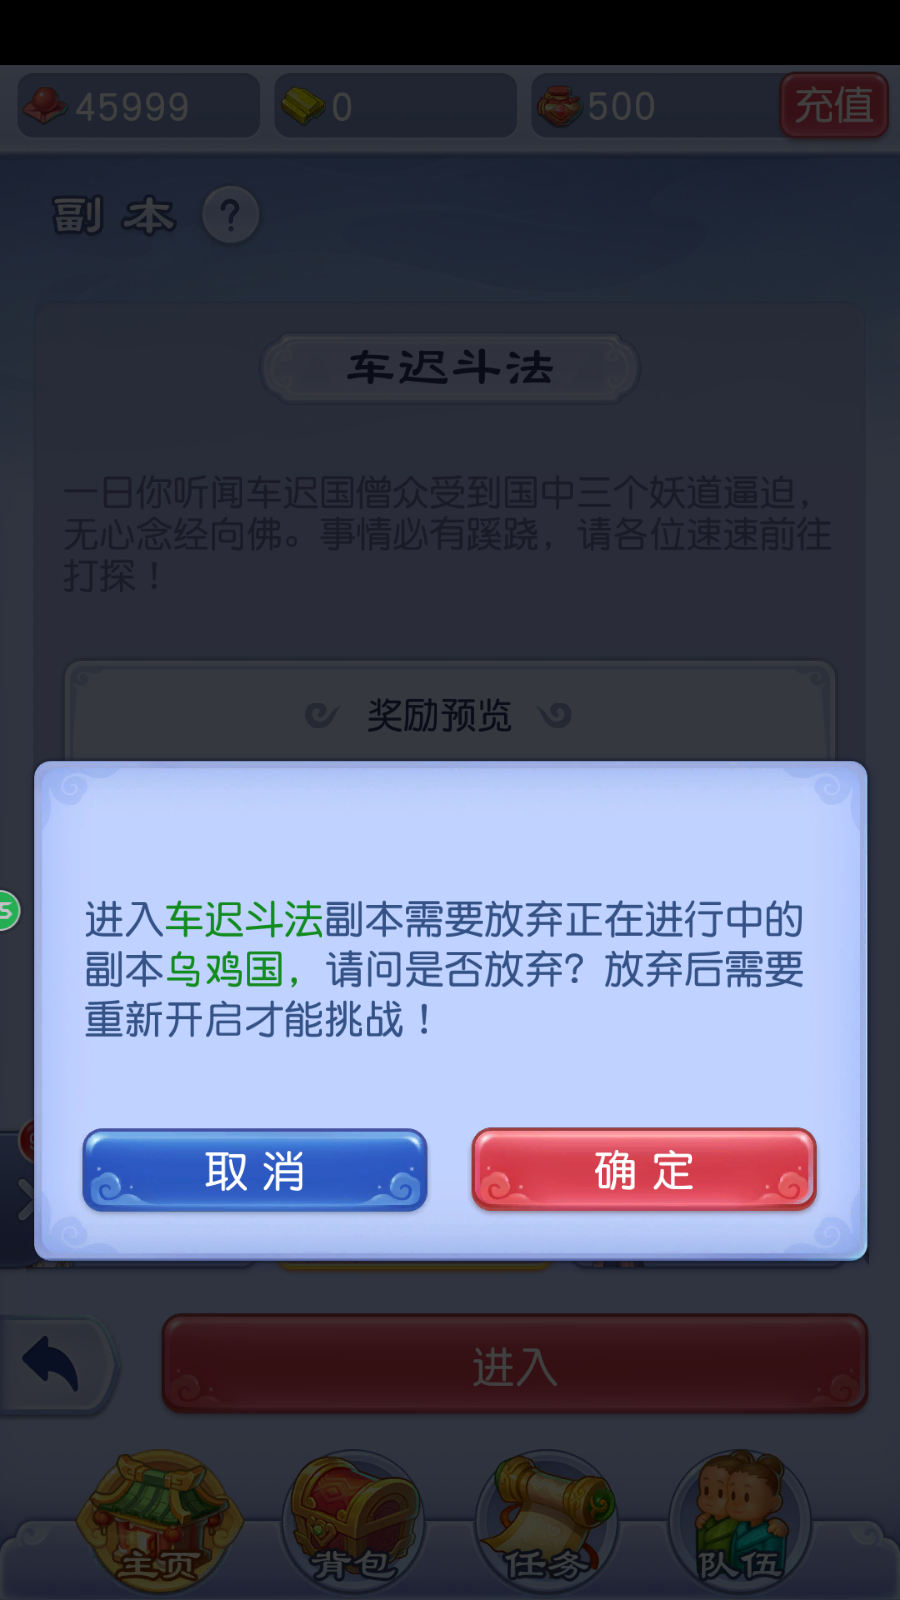 45999
0
500
充值
副本
?
车迟斗法
一日你听闻车迟国僧众受到国中三个妖道逼迫，
无心念经向佛。事情必有蹊跷，请各位速速前往
打探！
奖励预览
进入车迟斗法副本需要放弃正在进行中的
副本乌鸡国，请问是否放弃？放弃后需要
重新开启才能挑战！
取消
确定
进入
主页
背包
任务
队伍